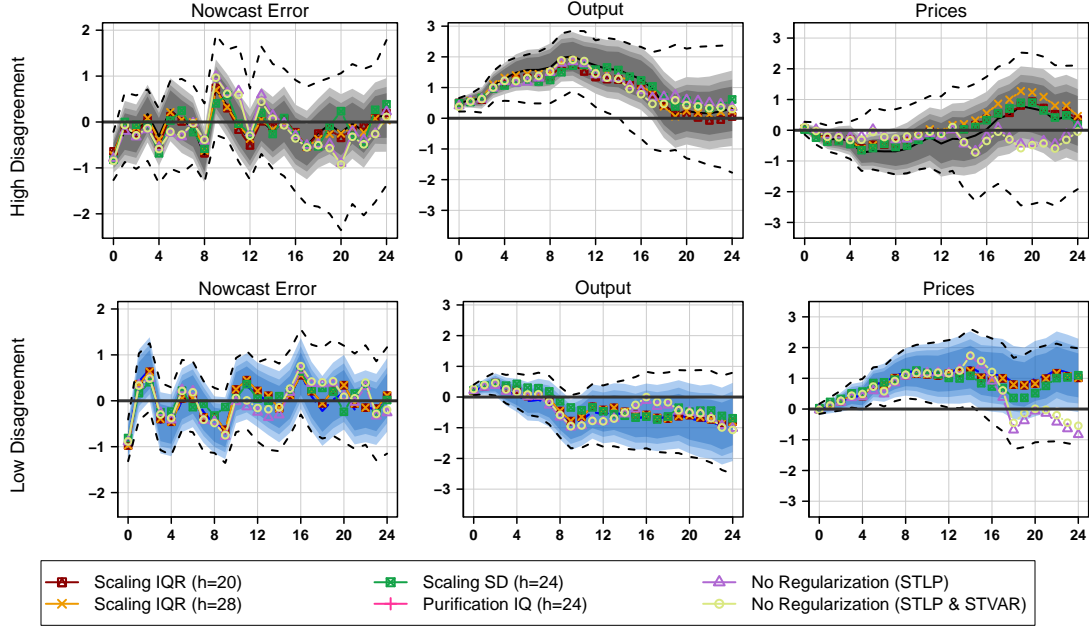 Nowcast Error
Output
Prices
High Disagreement
2
1
0
−1
−2
0 4 8 12 16 20 24
3
2
1
0
−1
−2
−3
0 4 8 12 16 20 24
3
2
1
0
−1
−2
−3
0 4 8 12 16 20 24
Nowcast Error
Output
Prices
Low Disagreement
2
1
0
−1
−2
0 4 8 12 16 20 24
3
2
1
0
−1
−2
−3
0 4 8 12 16 20 24
3
2
1
0
−1
−2
−3
0 4 8 12 16 20 24
Scaling IQR (h=20)
Scaling IQR (h=28)
Scaling SD (h=24)
Purification IQ (h=24)
No Regularization (STLP)
No Regularization (STLP & STVAR)